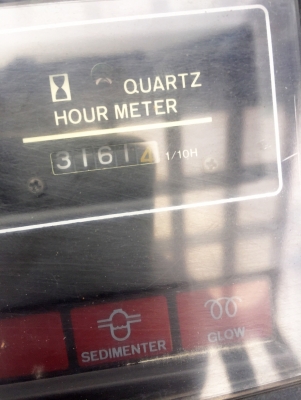 QUARTZ
HOUR METER
31614 1/10H
SEDIMENTER
GLOW